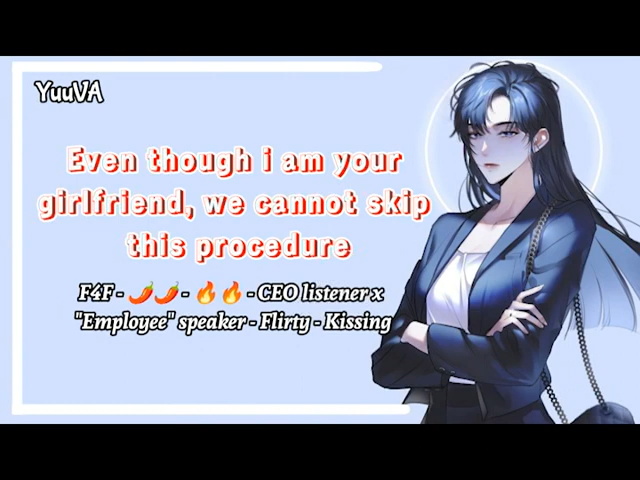 YuuVA
Even though i am your
girlfriend, we cannot skip
this procedure
F4F - 🌶️🌶️ - 🔥🔥 - CEO listener x
"Employee" speaker - Flirty - Kissing